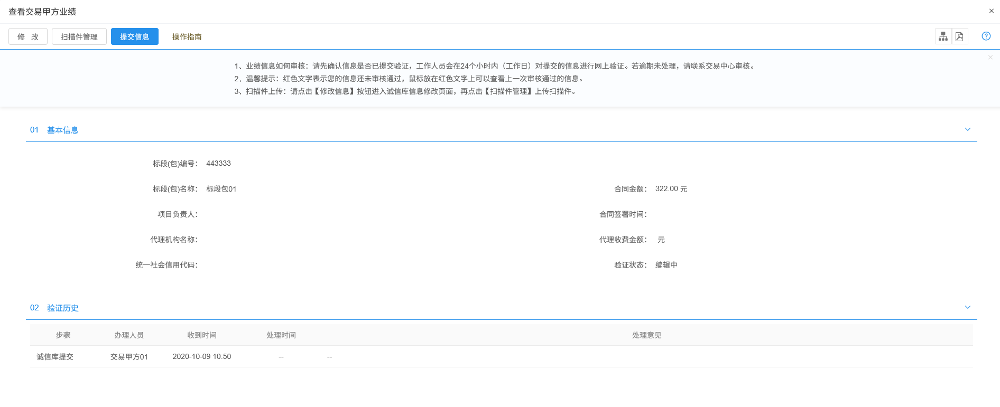 查看交易甲方业绩
×
修 改 扫描件管理 提交信息 操作指南
×
1、业绩信息如何审核：请先确认信息是否已提交验证，工作人员会在24个小时内（工作日）对提交的信息进行网上验证。若逾期未处理，请联系交易中心审核。
2、温馨提示：红色文字表示您的信息还未审核通过，鼠标放在红色文字上可以查看上一次审核通过的信息。
3、扫描件上传：请点击【修改信息】按钮进入诚信库信息修改页面，再点击【扫描件管理】上传扫描件。
01 基本信息
标段(包)编号： 443333
标段(包)名称： 标段包01 合同金额： 322.00 元
项目负责人： 合同签署时间：
代理机构名称： 代理收费金额： 元
统一社会信用代码： 验证状态： 编辑中
02 验证历史
步骤 办理人员 收到时间 处理时间 处理意见
诚信库提交 交易甲方01 2020-10-09 10:50 -- --